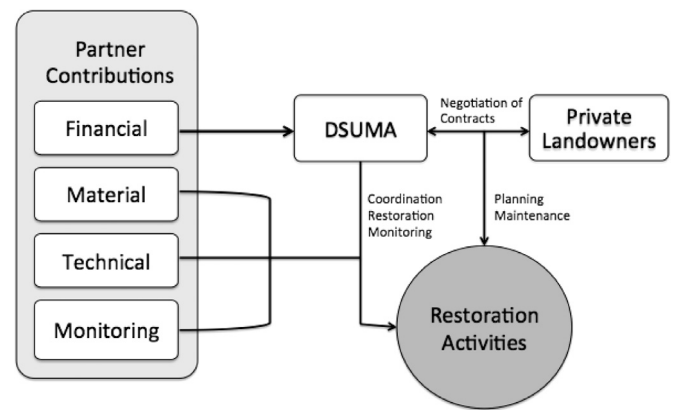 Partner
Contributions
Financial
Material
Technical
Monitoring
DSUMA
Negotiation of
Contracts
Private
Landowners
Coordination
Restoration
Monitoring
Planning
Maintenance
Restoration
Activities